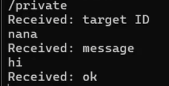 /private
Received: target ID
nana
Received: message
hi
Received: ok